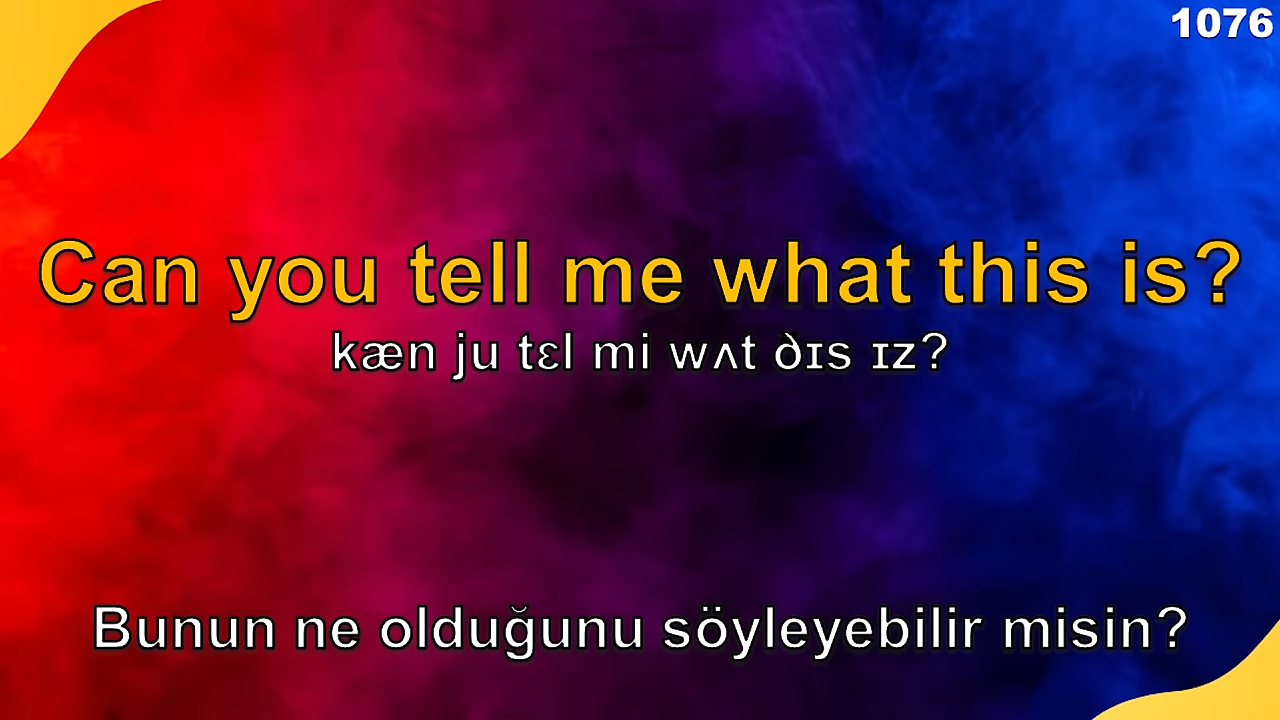 1076
Can you tell me what this is?
kæn ju tɛl mi wʌt ðɪs ɪz?
Bunun ne olduğunu söyleyebilir misin?